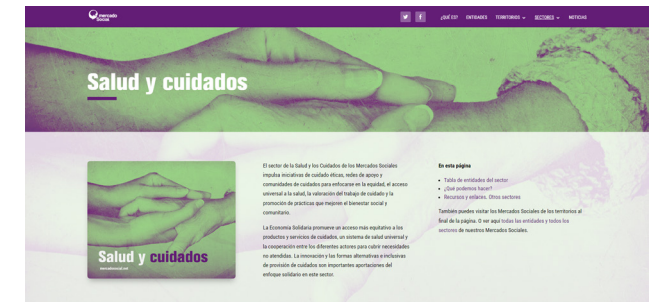 mercado
social
¿QUÉ ES?
ENTIDADES
TERRITORIOS
SECTORES
NOTICIAS
Salud y cuidados
El sector de la Salud y los Cuidados de los Mercados Sociales
impulsa iniciativas de cuidado éticas, redes de apoyo y
comunidades de cuidados para enfocarse en la equidad, el acceso
universal a la salud, la valoración del trabajo de cuidado y la
promoción de prácticas que mejoren el bienestar social y
comunitario.
La Economía Solidaria promueve un acceso más equitativo a los
productos y servicios de cuidados, un sistema de salud universal y
la cooperación entre los diferentes actores para cubrir necesidades
no atendidas. La innovación y las formas alternativas e inclusivas
de provisión de cuidados son importantes aportaciones del
enfoque solidario en este sector.
En esta página
Tabla de entidades del sector
¿Qué podemos hacer?
Recursos y enlaces. Otros sectores
También puedes visitar los Mercados Sociales de los territorios al
final de la página. O ver aquí todas las entidades y todos los
sectores de nuestros Mercados Sociales.
Salud y cuidados
mercadosocial.net